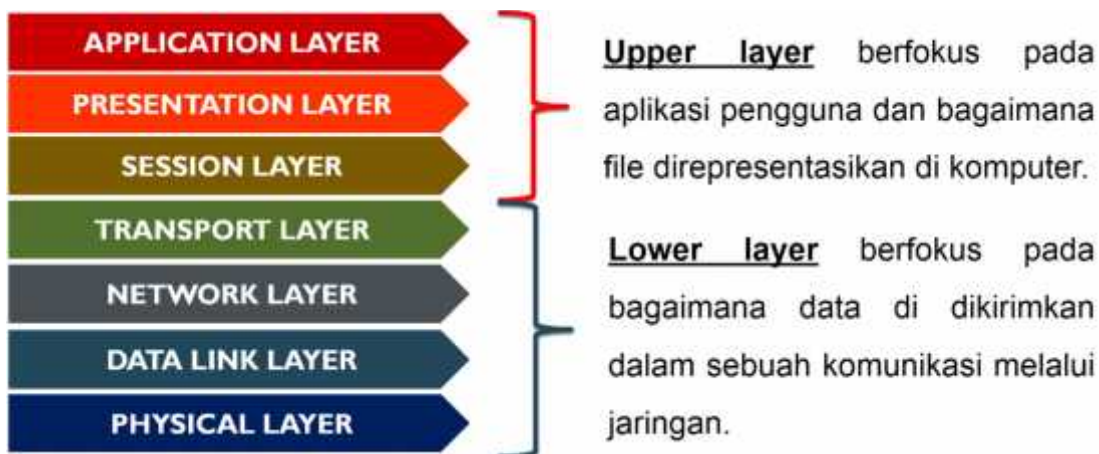 APPLICATION LAYER
PRESENTATION LAYER
SESSION LAYER
TRANSPORT LAYER
NETWORK LAYER
DATA LINK LAYER
PHYSICAL LAYER
Upper layer berfokus pada
aplikasi pengguna dan bagaimana
file direpresentasikan di komputer.
Lower layer berfokus pada
bagaimana data di dikirimkan
dalam sebuah komunikasi melalui
jaringan.